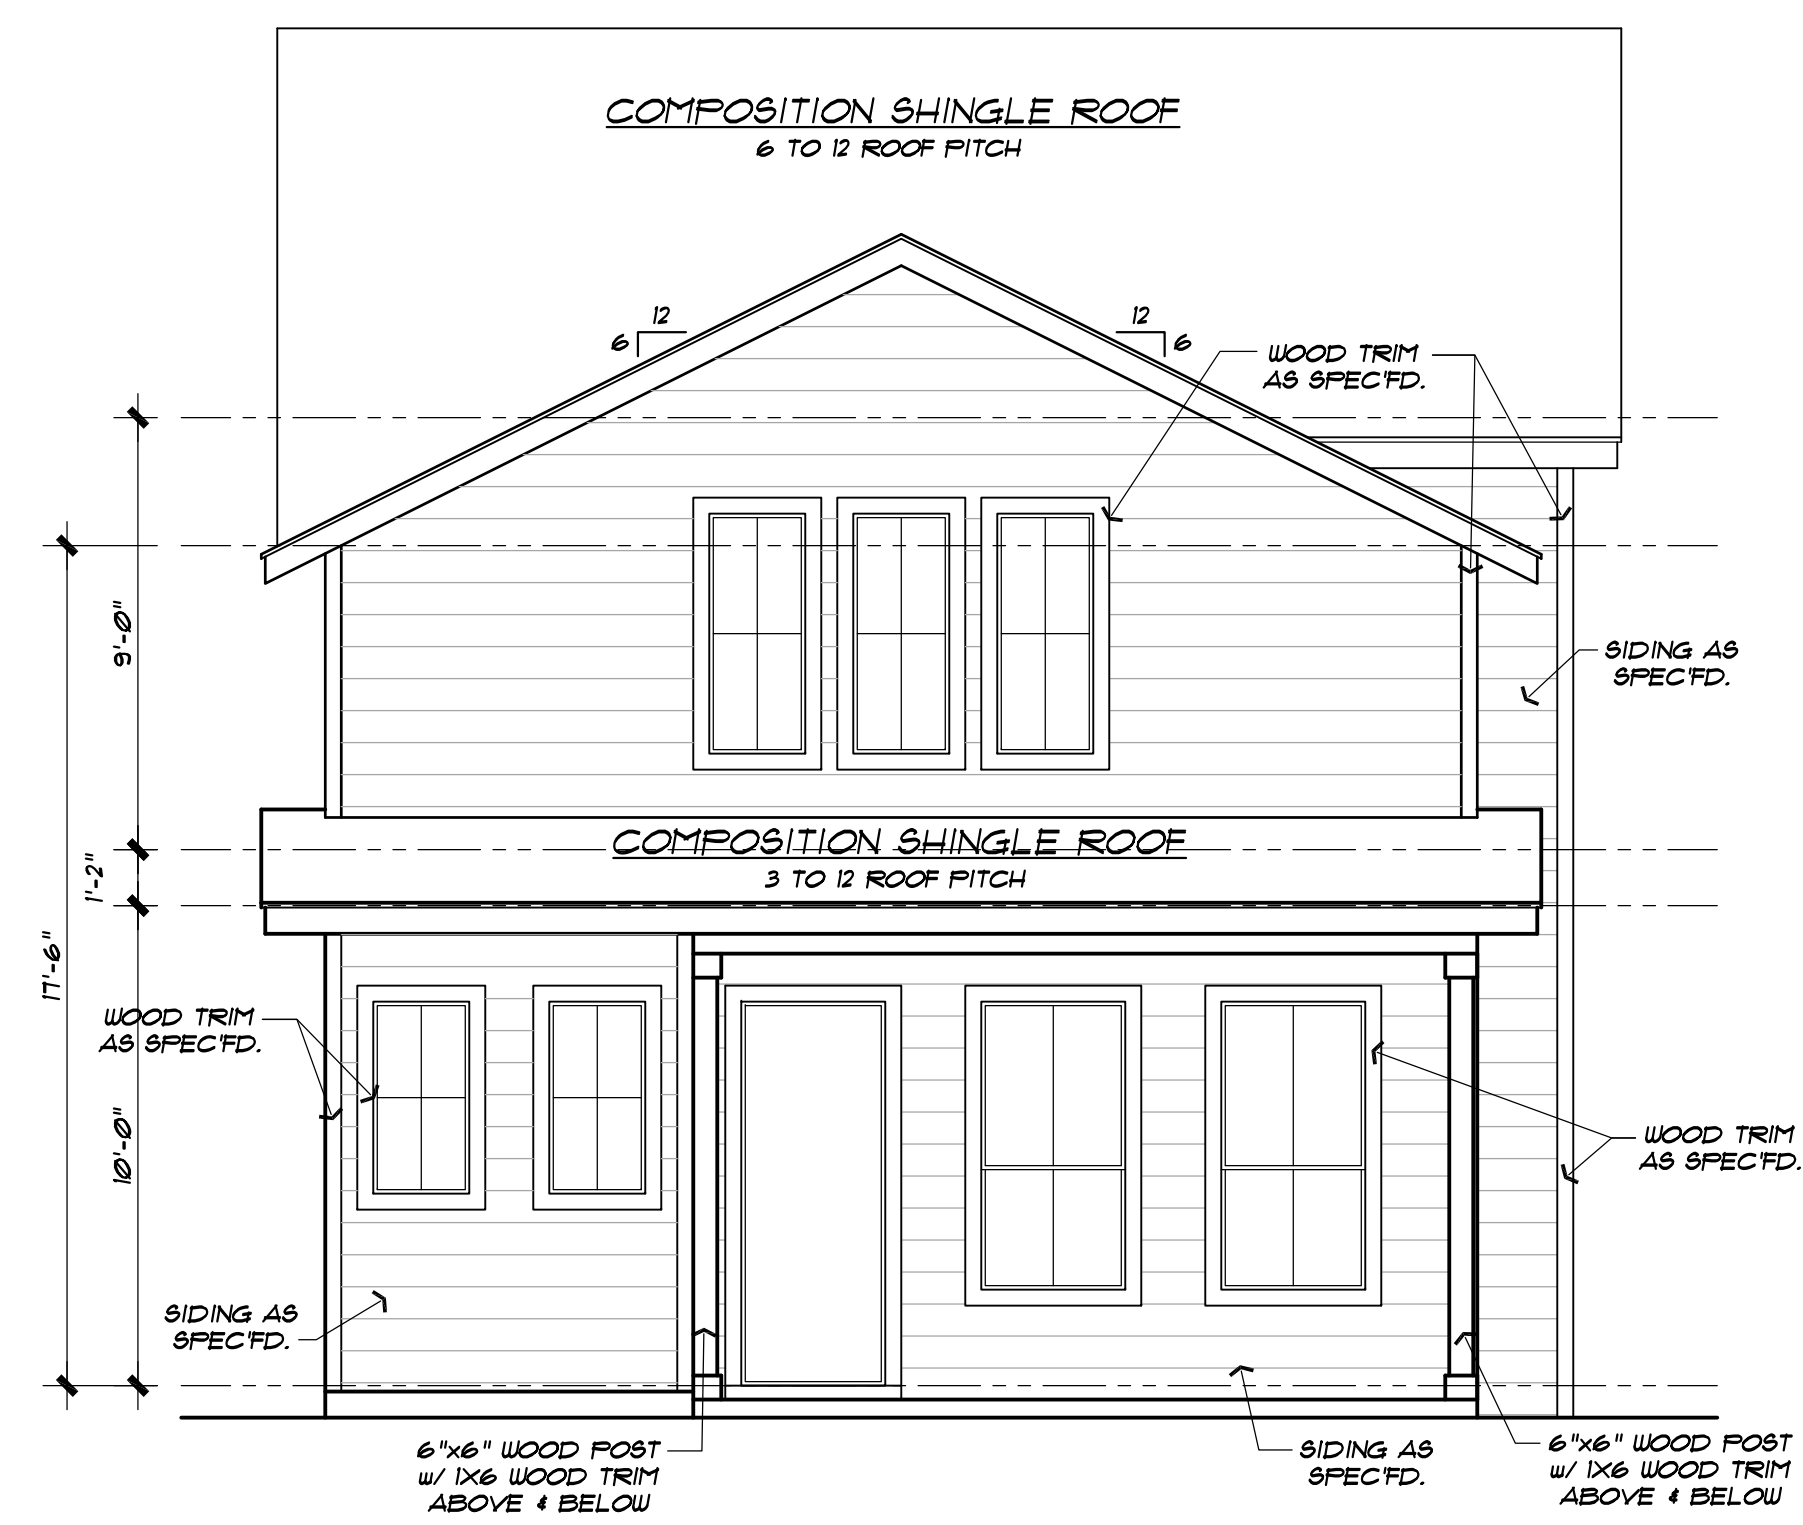 COMPOSITION SHINGLE ROOF
6 TO 12 ROOF PITCH
12
6
12
6
WOOD TRIM
AS SPEC'FD.
9'-0"
SIDING AS
SPEC'FD.
COMPOSITION SHINGLE ROOF
3 TO 12 ROOF PITCH
1'-2"
17'-6"
WOOD TRIM
AS SPEC'FD.
10'-0"
WOOD TRIM
AS SPEC'FD.
SIDING AS
SPEC'FD.
6"x6" WOOD POST
w/ 1X6 WOOD TRIM
ABOVE & BELOW
SIDING AS
SPEC'FD.
6"x6" WOOD POST
w/ 1X6 WOOD TRIM
ABOVE & BELOW